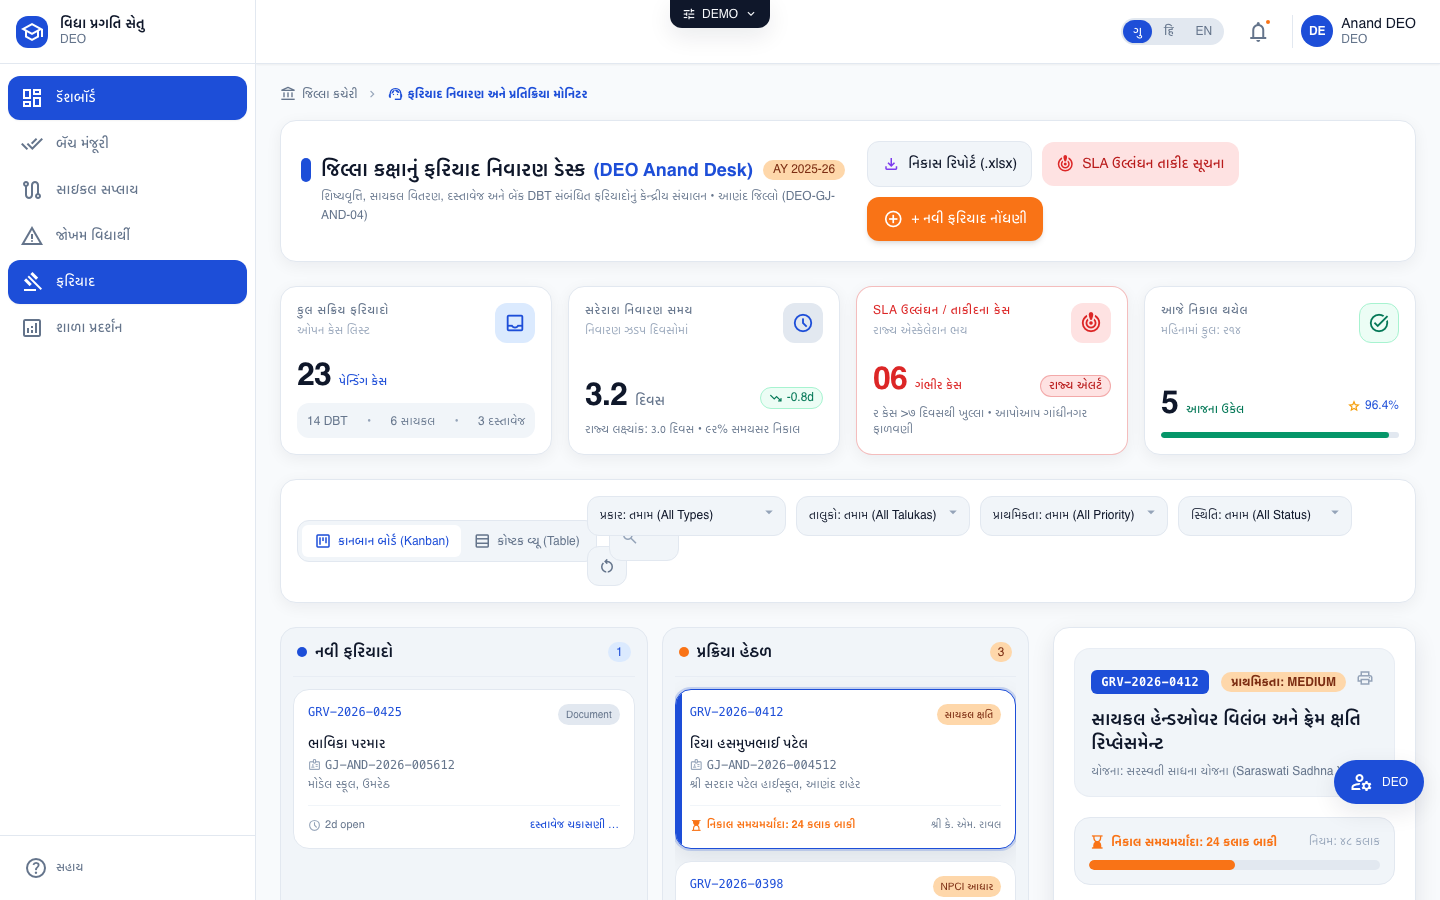 વિદ્યા પ્રગતિ સેતુ
DEO
DEMO
ગુ
હિ
EN
DE
Anand DEO
DEO
ડૅશબૉર્ડ
બૅચ મંજૂરી
સાઇકલ સપ્લાય
જોખમ વિદ્યાર્થી
ફરિયાદ
શાળા પ્રદર્શન
સહાય
જિલ્લા કચેરી
ફરિયાદ નિવારણ અને પ્રતિક્રિયા મોનિટર
જિલ્લા કક્ષાનું ફરિયાદ નિવારણ ડેસ્ક (DEO Anand Desk) AY 2025-26
શિષ્યવૃત્તિ, સાયકલ વિતરણ, દસ્તાવેજ અને બેંક DBT સંબંધિત ફરિયાદોનું કેન્દ્રીય સંચાલન • આણંદ જિલ્લો (DEO-GJ-
AND-04)
નિકાસ રિપોર્ટ (.xlsx)
SLA ઉલ્લંઘન તાકીદ સૂચના
+ નવી ફરિયાદ નોંધણી
કુલ સક્રિય ફરિયાદો
ઓપન કેસ લિસ્ટ
23 પેન્ડિંગ કેસ
14 DBT • 6 સાયકલ • 3 દસ્તાવેજ
સરેરાશ નિવારણ સમય
નિવારણ ઝડપ દિવસોમાં
3.2 દિવસ
-0.8d
રાજ્ય લક્ષ્યાંક: ૩.૦ દિવસ • ૯૨% સમયસર નિકાલ
SLA ઉલ્લંઘન / તાકીદના કેસ
રાજ્ય એસ્કેલેશન ભય
06 ગંભીર કેસ
રાજ્ય એલર્ટ
૨ કેસ >૭ દિવસથી ખુલ્લા • આપોઆપ ગાંધીનગર
ફાળવણી
આજે નિકાલ થયેલ
મહિનામાં કુલ: ૨૧૪
5 આજના ઉકેલ
96.4%
કાનબાન બોર્ડ (Kanban)
કોષ્ટક વ્યૂ (Table)
પ્રકાર: તમામ (All Types)
તાલુકો: તમામ (All Talukas)
પ્રાથમિકતા: તમામ (All Priority)
સ્થિતિ: તમામ (All Status)
નવી ફરિયાદો
1
GRV-2026-0425
Document
ભાવિકા પરમાર
GJ-AND-2026-005612
મોડેલ સ્કૂલ, ઉમરેઠ
2d open
દસ્તાવેજ ચકાસણી ...
પ્રક્રિયા હેઠળ
3
GRV-2026-0412
સાયકલ ક્ષતિ
રિયા હસમુખભાઈ પટેલ
GJ-AND-2026-004512
શ્રી સરદાર પટેલ હાઈસ્કૂલ, આણંદ શહેર
નિકાલ સમયમર્યાદા: 24 કલાક બાકી
શ્રી કે. એમ. રાવલ
GRV-2026-0398
NPCI આધાર
GRV-2026-0412
પ્રાથમિકતા: MEDIUM
સાયકલ હેન્ડઓવર વિલંબ અને ફ્રેમ ક્ષતિ
રિપ્લેસમેન્ટ
યોજના: સરસ્વતી સાધના યોજના (Saraswati Sadhna
DEO
નિકાલ સમયમર્યાદા: 24 કલાક બાકી
નિયમ: ૪૮ કલાક